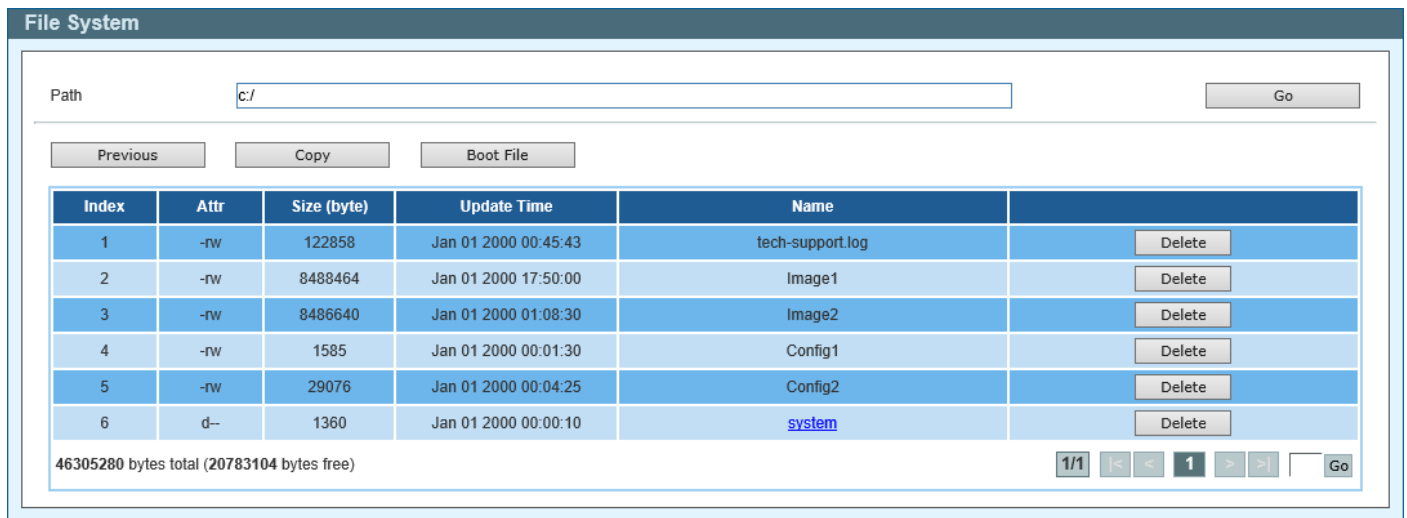 File System
Path c:/ Go
Previous Copy Boot File
Index Attr Size (byte) Update Time Name
1 -rw 122858 Jan 01 2000 00:45:43 tech-support.log Delete
2 -rw 8488464 Jan 01 2000 17:50:00 Image1 Delete
3 -rw 8486640 Jan 01 2000 01:08:30 Image2 Delete
4 -rw 1585 Jan 01 2000 00:01:30 Config1 Delete
5 -rw 29076 Jan 01 2000 00:04:25 Config2 Delete
6 d-- 1360 Jan 01 2000 00:00:10 system Delete
46305280 bytes total (20783104 bytes free) 1/1 |< < 1 > >| Go